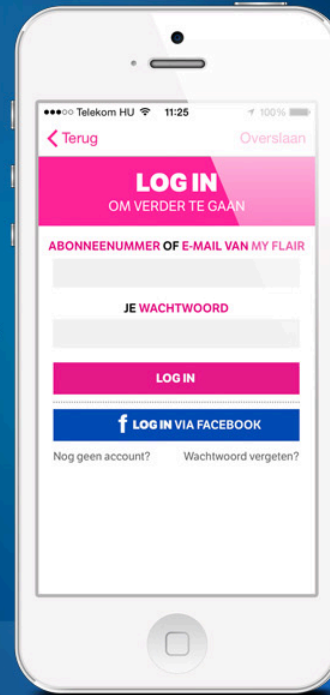 Telekom HU 11:25 100%
Terug Overslaan
LOG IN
OM VERDER TE GAAN
ABONNEENUMMER OF E-MAIL VAN MY FLAIR
JE WACHTWOORD
LOG IN
f LOG IN VIA FACEBOOK
Nog geen account? Wachtwoord vergeten?